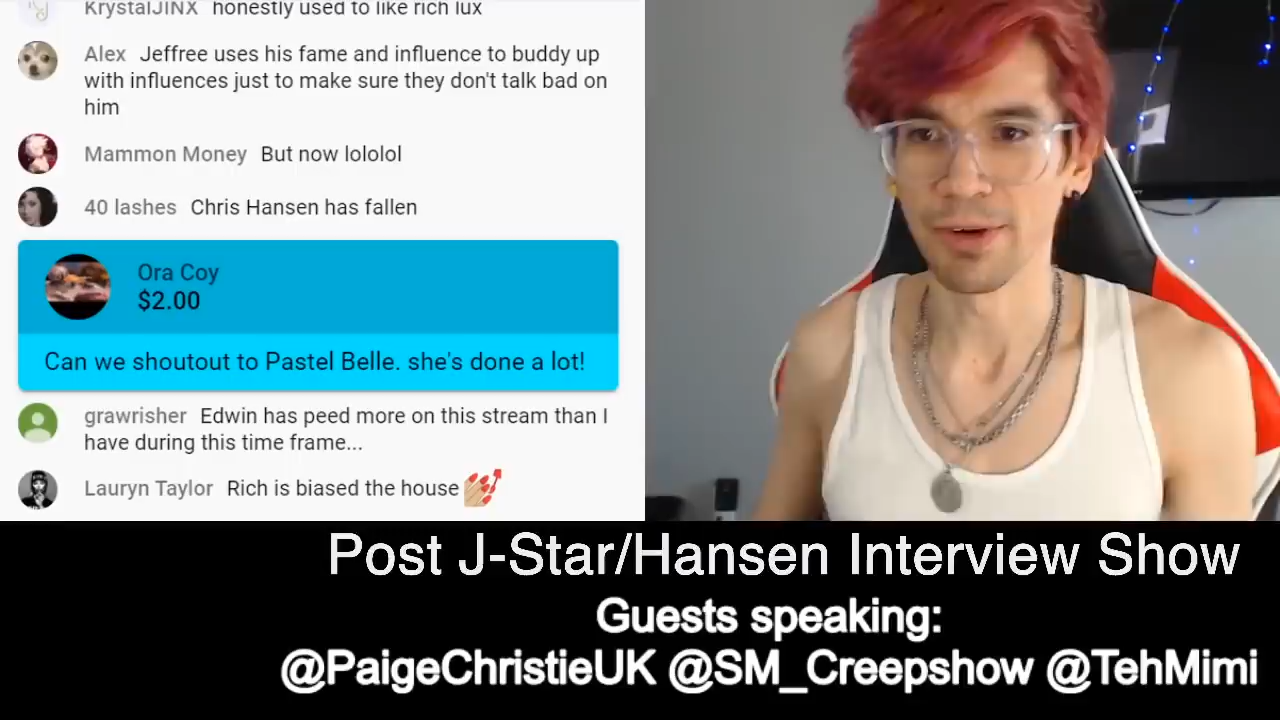 KrystalJINX honestly used to like rich lux
Alex Jeffree uses his fame and influence to buddy up
with influences just to make sure they don't talk bad on
him
Mammon Money But now lololol
40 lashes Chris Hansen has fallen
Ora Coy
$2.00
Can we shoutout to Pastel Belle. she's done a lot!
grawrisher Edwin has peed more on this stream than I
have during this time frame...
Lauryn Taylor Rich is biased the house
Post J-Star/Hansen Interview Show
Guests speaking:
@PaigeChristieUK @SM_Creepshow @TehMimi